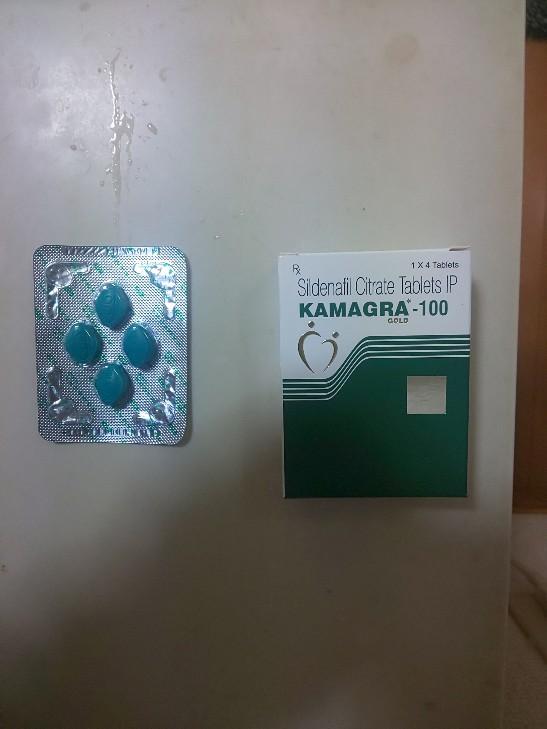 Rx
1 X 4 Tablets
Sildenafil Citrate Tablets IP
KAMAGRA*-100
GOLD